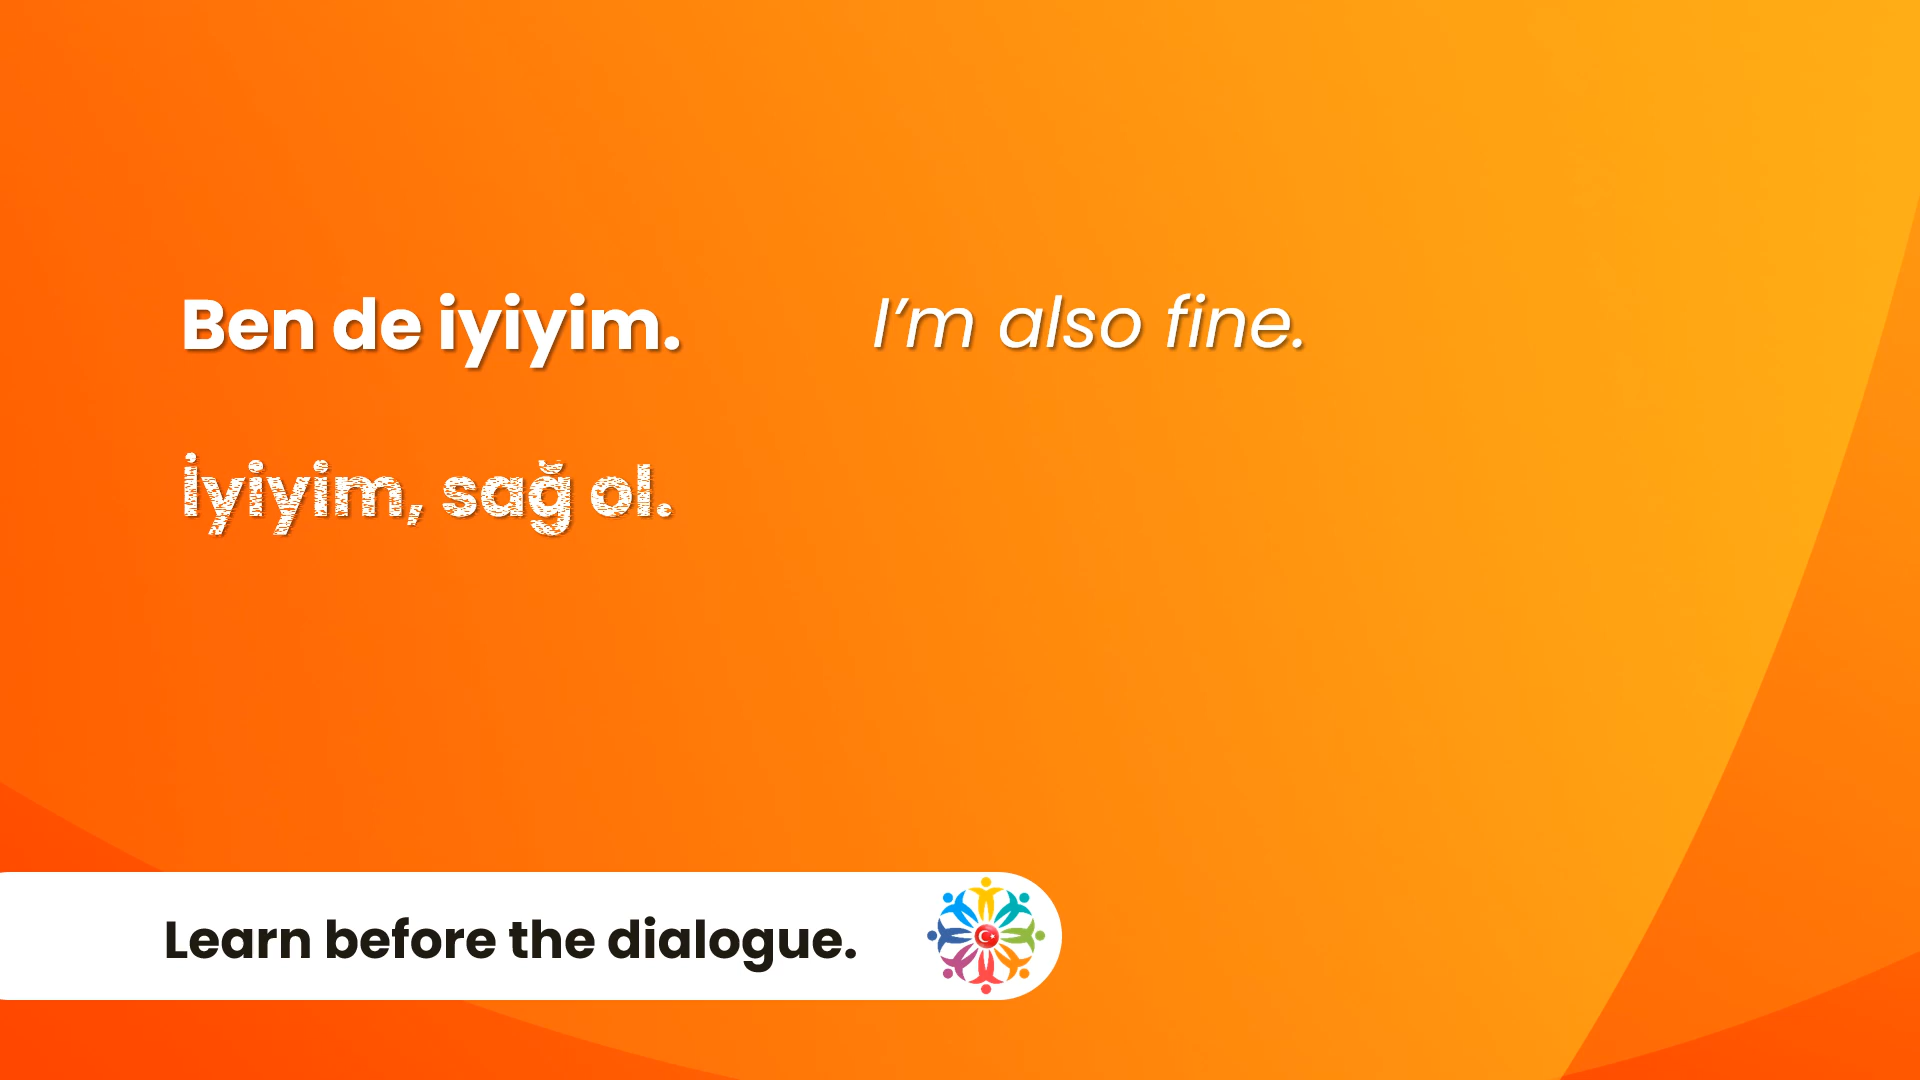 Ben de iyiyim.
I'm also fine.
İyiyim, sağ ol.
Learn before the dialogue.